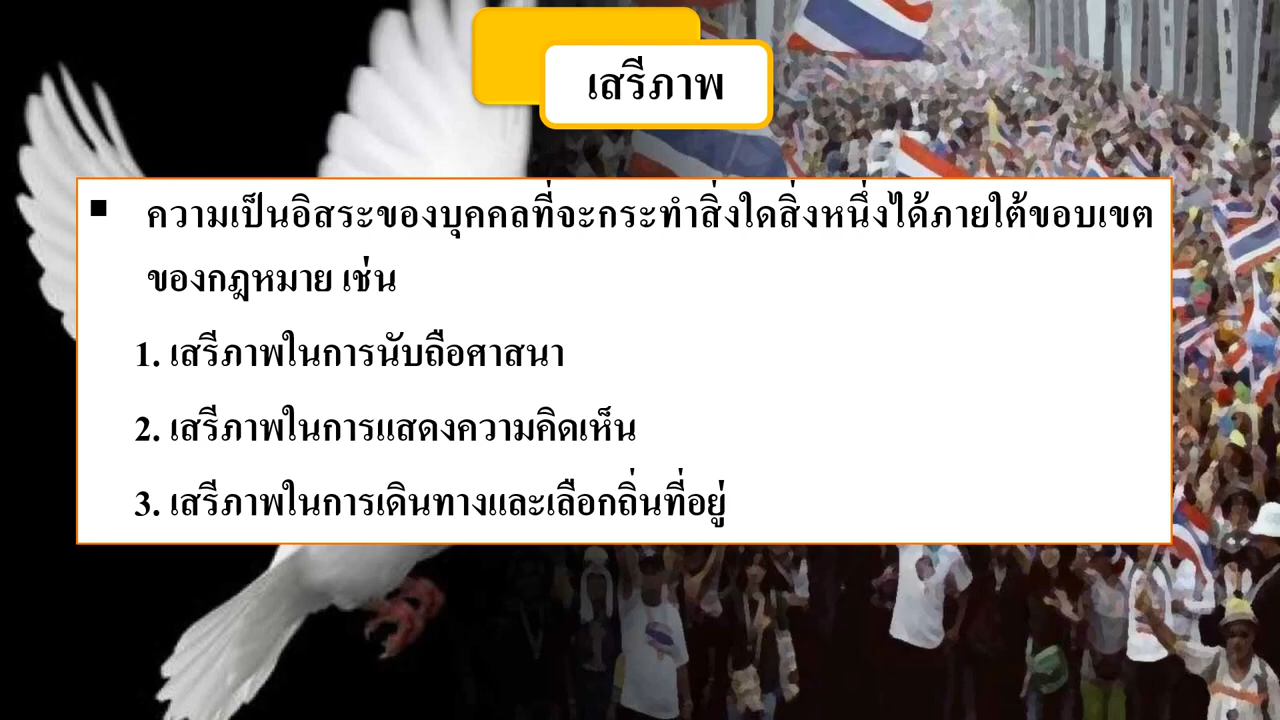 เสรีภาพ
▪ ความเป็นอิสระของบุคคลที่จะกระทำสิ่งใดสิ่งหนึ่งได้ภายใต้ขอบเขต
ของกฎหมาย เช่น
1. เสรีภาพในการนับถือศาสนา
2. เสรีภาพในการแสดงความคิดเห็น
3. เสรีภาพในการเดินทางและเลือกถิ่นที่อยู่